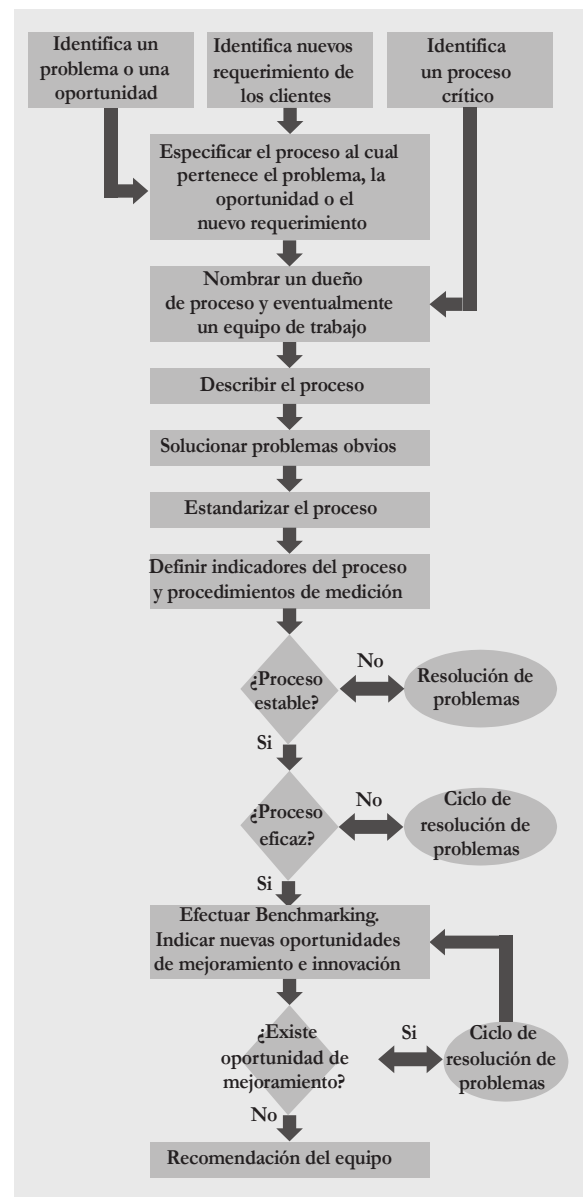 Identifica un
problema o una
oportunidad
Identifica nuevos
requerimiento de
los clientes
Identifica
un proceso
crítico
Especificar el proceso al cual
pertenece el problema, la
oportunidad o el
nuevo requerimiento
Nombrar un dueño
de proceso y eventualmente
un equipo de trabajo
Describir el proceso
Solucionar problemas obvios
Estandarizar el proceso
Definir indicadores del proceso
y procedimientos de medición
¿Proceso
estable?
No
Resolución de
problemas
Si
¿Proceso
eficaz?
No
Ciclo de
resolución de
problemas
Si
Efectuar Benchmarking.
Indicar nuevas oportunidades
de mejoramiento e innovación
¿Existe
oportunidad de
mejoramiento?
Si
Ciclo de
resolución de
problemas
No
Recomendación del equipo